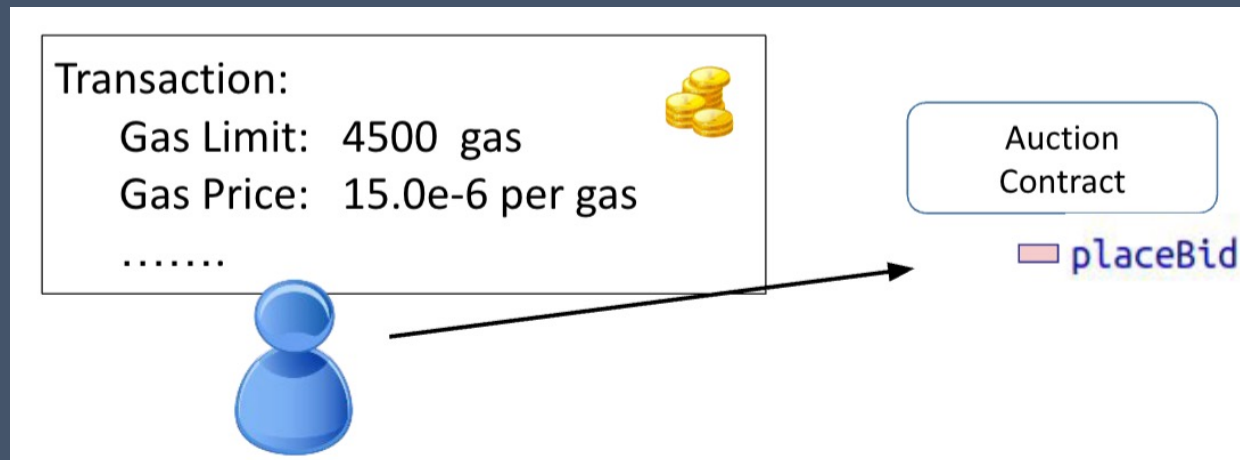 Transaction:
Gas Limit: 4500 gas
Gas Price: 15.0e-6 per gas
.......
Auction
Contract
placeBid